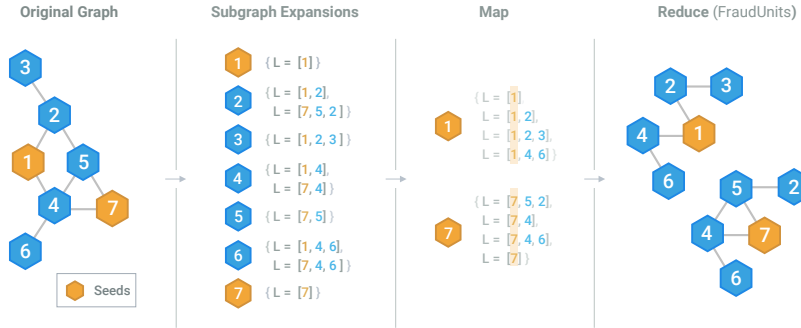 Original Graph
3
2
1
5
4
7
6
Seeds
Subgraph Expansions
1 { L = [1] }
2 { L = [1, 2],
L = [7, 5, 2 ] }
3 { L = [1, 2, 3 ] }
4 { L = [1, 4],
L = [7, 4] }
5 { L = [7, 5] }
6 { L = [1, 4, 6],
L = [7, 4, 6 ] }
7 { L = [7] }
Map
{ L = [1]
1 L = [1, 2],
L = [1, 2, 3]
L = [1, 4, 6] }
{ L = [7, 5, 2],
7 L = [7, 4],
L = [7, 4, 6],
L = [7] }
Reduce (FraudUnits)
2 3
4 1
6
5 2
4 7
6